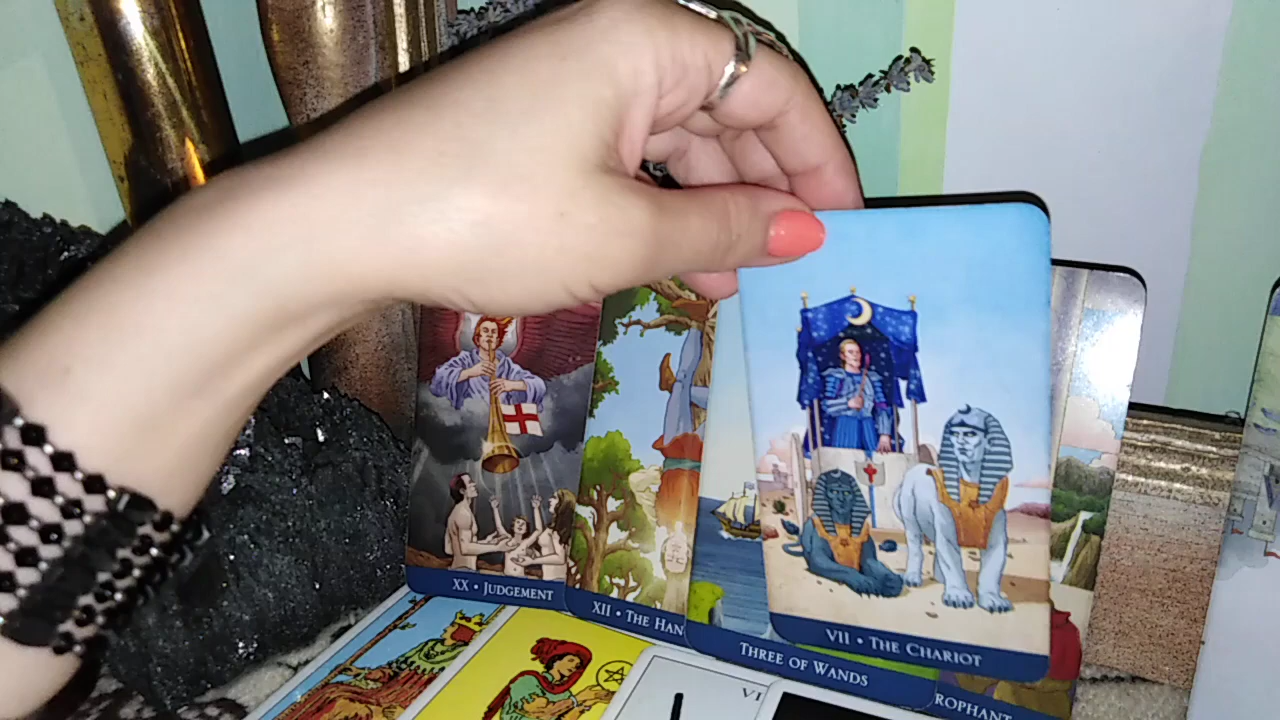 XX • JUDGEMENT
XII • THE HAN
THREE OF WANDS
VII • THE CHARIOT
ROPHANT
VI